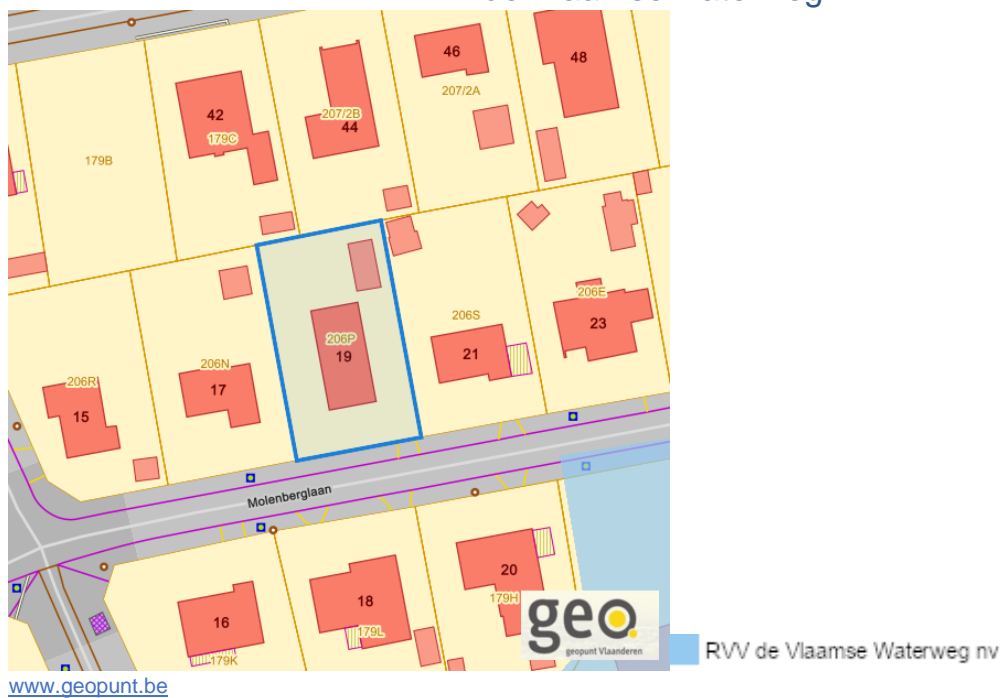 46
48
207/2A
42
207/2B
44
179C
179B
206E
23
206S
21
206P
19
206N
17
206R
15
Molenberglaan
20
179H
18
179L
16
179K
geo.
geopunt Vlaanderen
RVV de Vlaamse Waterweg nv
www.geopunt.be